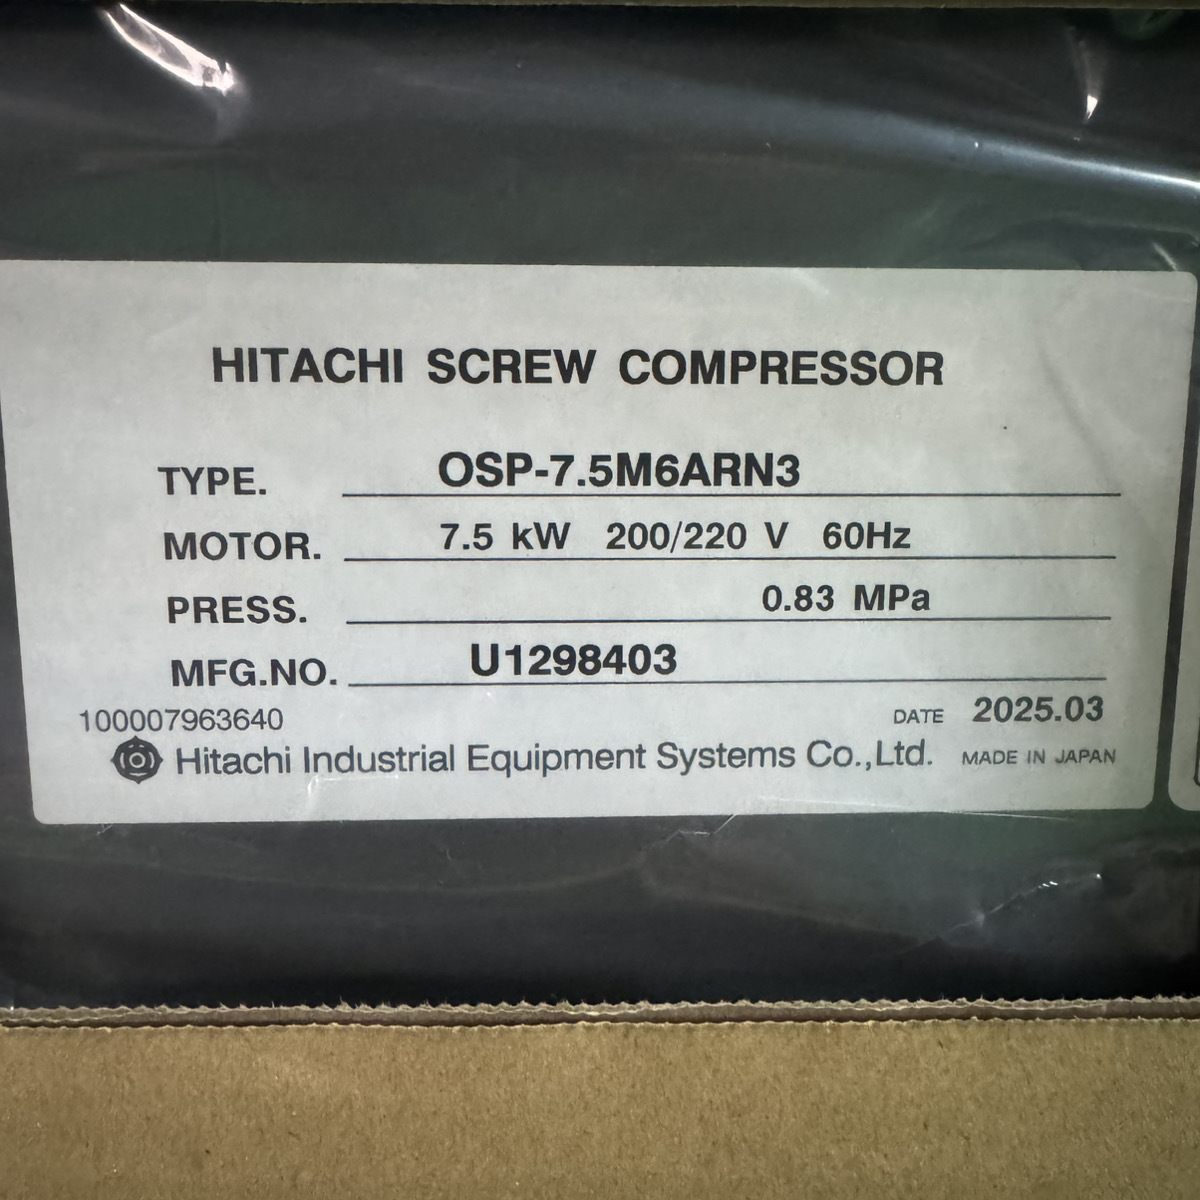 HITACHI SCREW COMPRESSOR
TYPE. OSP-7.5M6ARN3
MOTOR. 7.5 kW 200/220 V 60Hz
PRESS. 0.83 MPa
MFG.NO. U1298403
100007963640 DATE 2025.03
Hitachi Industrial Equipment Systems Co.,Ltd. MADE IN JAPAN